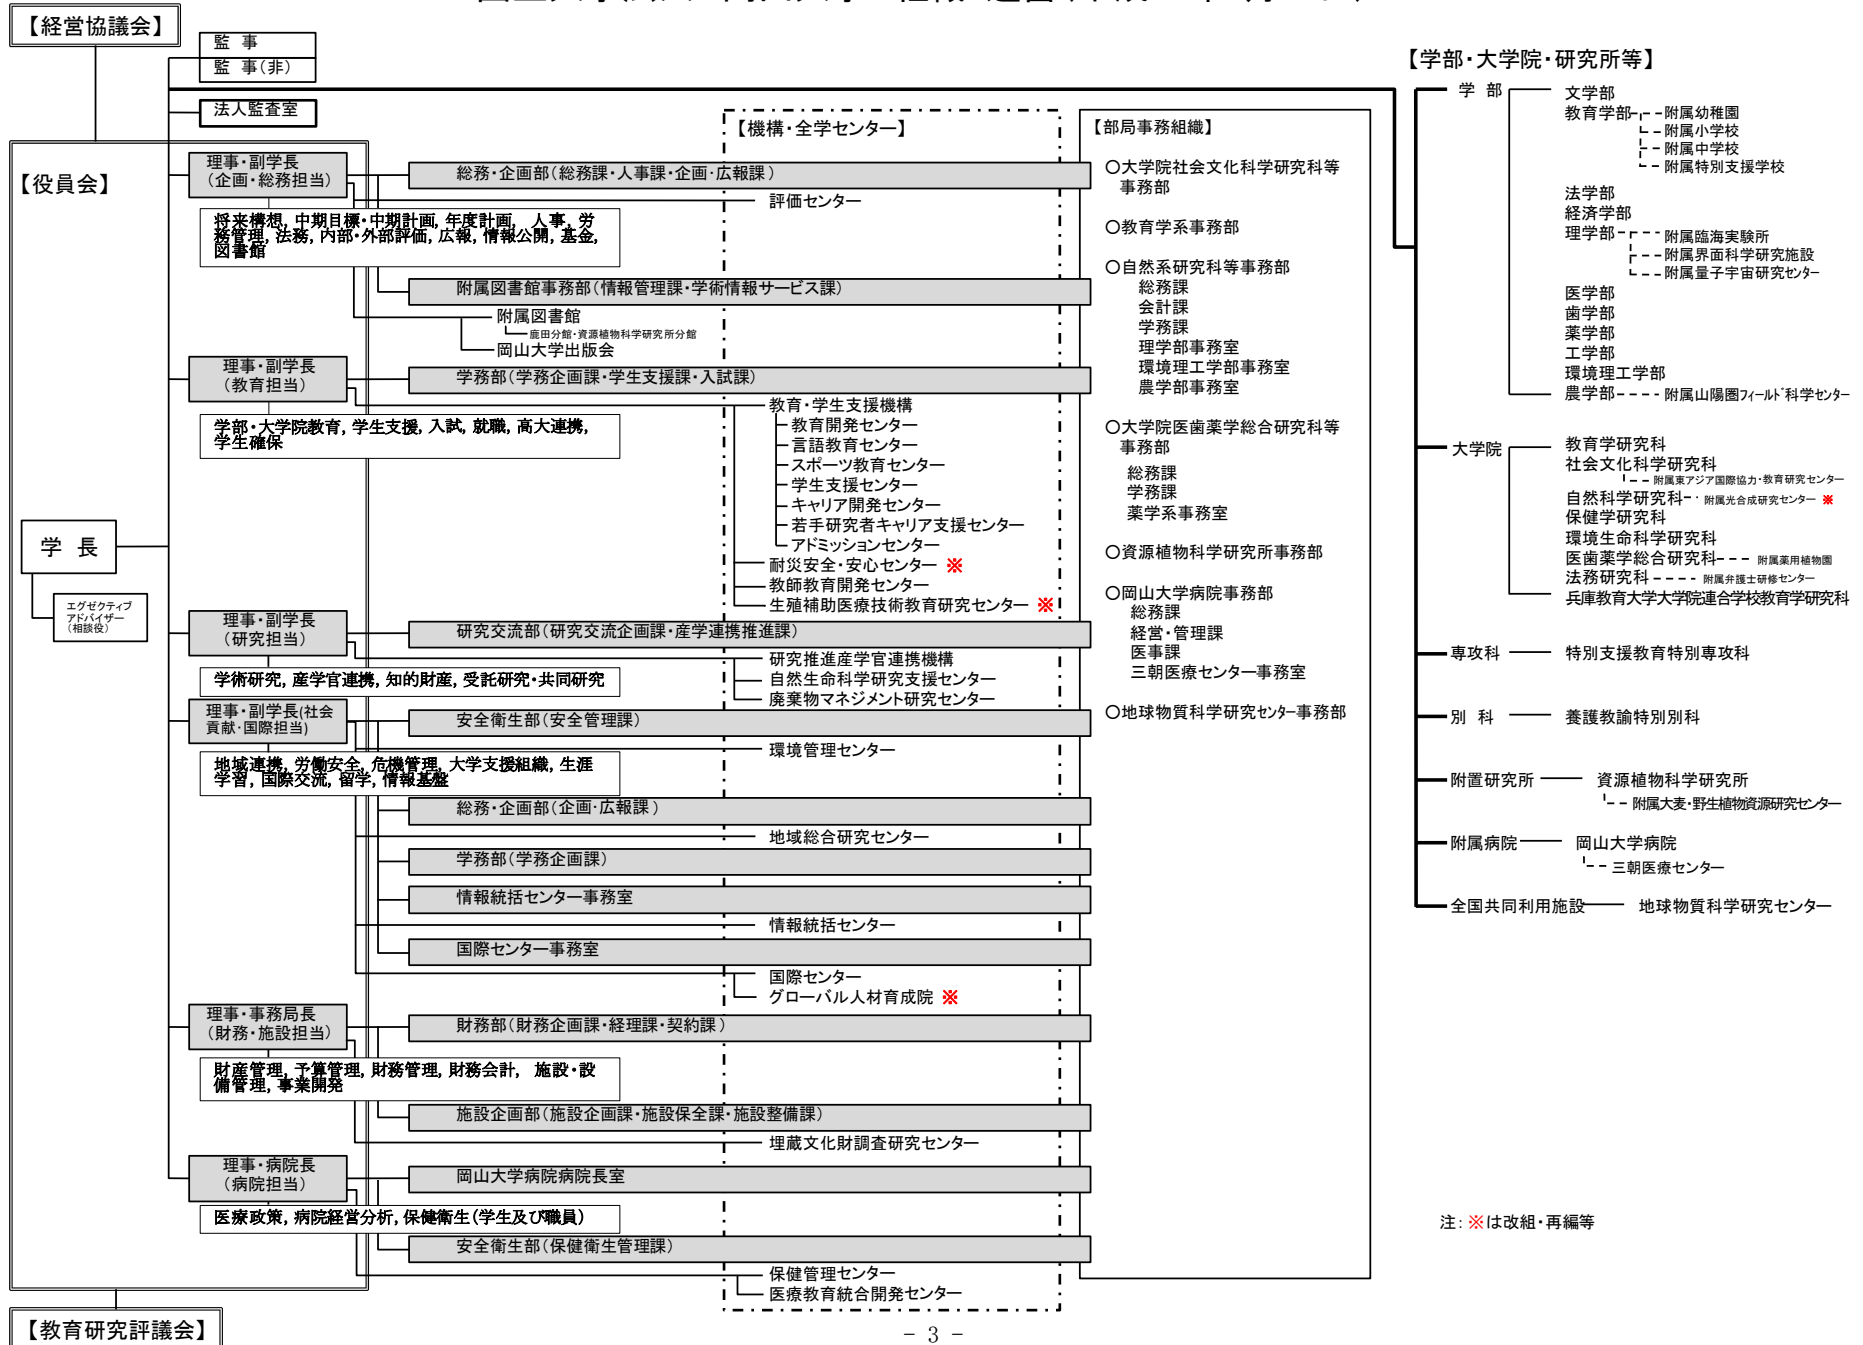 【経営協議会】
監　事
監　事（非）
法人監査室
【役員会】
学 長
エグゼクティブ
アドバイザー
（相談役）
【教育研究評議会】
理事・副学長
（企画・総務担当）
将来構想, 中期目標・中期計画, 年度計画,　人事, 労
務管理, 法務, 内部・外部評価, 広報, 情報公開, 基金,
図書館
総務・企画部（総務課・人事課・企画・広報課）
評価センター
附属図書館事務部（情報管理課・学術情報サービス課）
附属図書館
鹿田分館・資源植物科学研究所分館
岡山大学出版会
理事・副学長
（教育担当）
学部・大学院教育, 学生支援, 入試, 就職, 高大連携,
学生確保
学務部（学務企画課・学生支援課・入試課）
教育・学生支援機構
教育開発センター
言語教育センター
スポーツ教育センター
学生支援センター
キャリア開発センター
若手研究者キャリア支援センター
アドミッションセンター
耐災安全・安心センター ※
教師教育開発センター
生殖補助医療技術教育研究センター ※
理事・副学長
（研究担当）
学術研究, 産学官連携, 知的財産, 受託研究・共同研究
研究交流部（研究交流企画課・産学連携推進課）
研究推進産学官連携機構
自然生命科学研究支援センター
廃棄物マネジメント研究センター
理事・副学長(社会
貢献・国際担当)
地域連携, 労働安全, 危機管理, 大学支援組織, 生涯
学習, 国際交流, 留学, 情報基盤
安全衛生部（安全管理課）
環境管理センター
総務・企画部（企画・広報課）
地域総合研究センター
学務部（学務企画課）
情報統括センター事務室
情報統括センター
国際センター事務室
国際センター
グローバル人材育成院 ※
理事・事務局長
（財務・施設担当）
財産管理, 予算管理, 財務管理, 財務会計,　施設・設
備管理, 事業開発
財務部（財務企画課・経理課・契約課）
施設企画部（施設企画課・施設保全課・施設整備課）
埋蔵文化財調査研究センター
理事・病院長
（病院担当）
医療政策, 病院経営分析, 保健衛生（学生及び職員）
岡山大学病院病院長室
安全衛生部（保健衛生管理課）
保健管理センター
医療教育統合開発センター
【機構・全学センター】
【部局事務組織】
○大学院社会文化科学研究科等
事務部
○教育学系事務部
○自然系研究科等事務部
総務課
会計課
学務課
理学部事務室
環境理工学部事務室
農学部事務室
○大学院医歯薬学総合研究科等
事務部
総務課
学務課
薬学系事務室
○資源植物科学研究所事務部
○岡山大学病院事務部
総務課
経営・管理課
医事課
三朝医療センター事務室
○地球物質科学研究センター事務部
【学部・大学院・研究所等】
学 部
文学部
教育学部
附属幼稚園
附属小学校
附属中学校
附属特別支援学校
法学部
経済学部
理学部
附属臨海実験所
附属界面科学研究施設
附属量子宇宙研究センター
医学部
歯学部
薬学部
工学部
環境理工学部
農学部
附属山陽圏フィールド科学センター
大学院
教育学研究科
社会文化科学研究科
附属東アジア国際協力・教育研究センター
自然科学研究科
附属光合成研究センター ※
保健学研究科
環境生命科学研究科
医歯薬学総合研究科
附属薬用植物園
法務研究科
附属弁護士研修センター
兵庫教育大学大学院連合学校教育学研究科
専攻科
特別支援教育特別専攻科
別 科
養護教諭特別別科
附置研究所
資源植物科学研究所
附属大麦・野生植物資源研究センター
附属病院
岡山大学病院
三朝医療センター
全国共同利用施設
地球物質科学研究センター
注: ※は改組・再編等
- 3 -